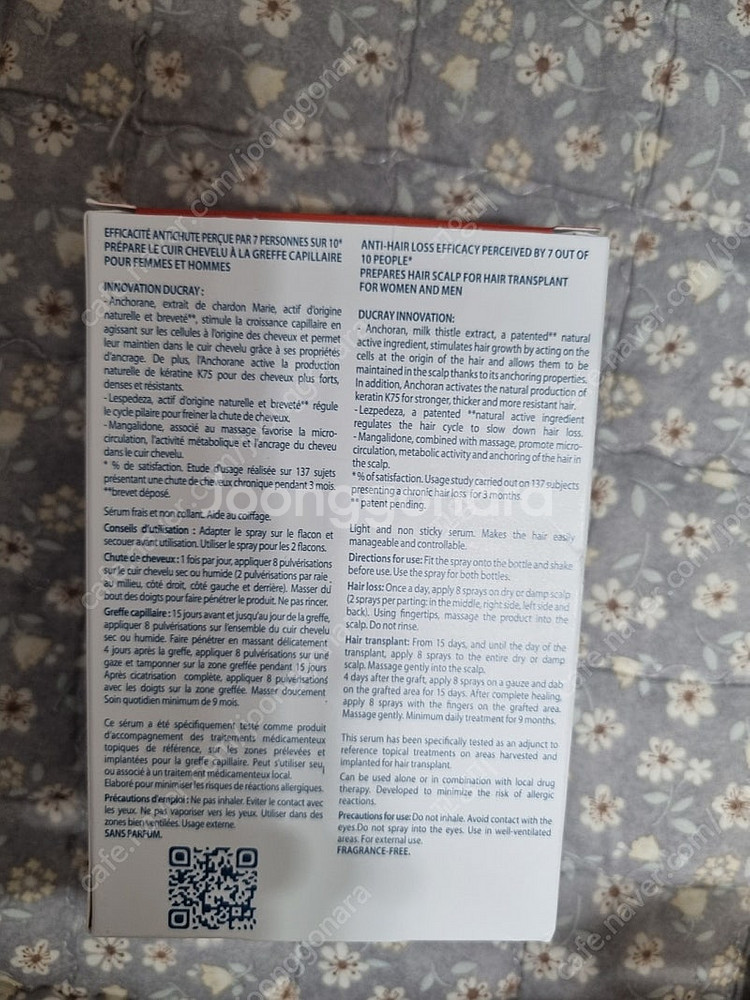 EFFICACITÉ ANTICHUTE PERÇUE PAR 7 PERSONNES SUR 10*
PRÉPARE LE CUIR CHEVELU À LA GREFFE CAPILLAIRE
POUR FEMMES ET HOMMES
INNOVATION DUCRAY :
- Anchorane, extrait de chardon Marie, actif d'origine
naturelle et breveté**, stimule la croissance capillaire en
agissant sur les cellules à l'origine des cheveux et permet
leur maintien dans le cuir chevelu grâce à ses propriétés
d'ancrage. De plus, l'Anchorane active la production
naturelle de kératine K75 pour des cheveux plus forts,
denses et résistants.
- Lespedeza, actif d'origine naturelle et breveté** régule
le cycle pilaire pour freiner la chute de cheveux.
- Mangalidone, associé au massage favorise la micro-
circulation, l'activité métabolique et l'ancrage du cheveu
dans le cuir chevelu.
* % de satisfaction. Etude d'usage réalisée sur 137 sujets
présentant une chute de cheveux chronique pendant 3 mois.
**brevet déposé.
Sérum frais et non collant. Aide au coiffage.
Conseils d'utilisation : Adapter le spray sur le flacon et
secouer avant utilisation. Utiliser le spray pour les 2 flacons.
Chute de cheveux : 1 fois par jour, appliquer 8 pulvérisations
sur le cuir chevelu sec ou humide (2 pulvérisations par raie
au milieu, côté droit, côté gauche et derrière). Masser du
bout des doigts pour faire pénétrer le produit. Ne pas rincer.
Greffe capillaire : 15 jours avant et jusqu'au jour de la greffe,
appliquer 8 pulvérisations sur l'ensemble du cuir chevelu
sec ou humide. Faire pénétrer en massant délicatement
4 jours après la greffe, appliquer 8 pulvérisations sur une
gaze et tamponner sur la zone greffée pendant 15 jours
Après cicatrisation complète, appliquer 8 pulvérisations
avec les doigts sur la zone greffée. Masser doucement
Soin quotidien minimum de 9 mois.
Ce sérum a été spécifiquement testé comme produit
d'accompagnement des traitements médicamenteux
topiques de référence, sur les zones prélevées et
implantées pour la greffe capillaire. Peut s'utiliser seul
ou associé à un traitement médicamenteux local.
Elaboré pour minimiser les risques de réactions allergiques.
Précautions d'emploi : Ne pas inhaler. Eviter le contact avec
les yeux. Ne pas vaporiser vers les yeux. Utiliser dans des
zones bien ventilées. Usage externe.
SANS PARFUM.
ANTI-HAIR LOSS EFFICACY PERCEIVED BY 7 OUT OF
10 PEOPLE*
PREPARES HAIR SCALP FOR HAIR TRANSPLANT
FOR WOMEN AND MEN
DUCRAY INNOVATION:
- Anchoran, milk thistle extract, a patented** natural
active ingredient, stimulates hair growth by acting on the
cells at the origin of the hair and allows them to be
maintained in the scalp thanks to its anchoring properties.
In addition, Anchoran activates the natural production of
keratin K75 for stronger, thicker and more resistant hair.
- Lezpedeza, a patented **natural active ingredient
regulates the hair cycle to slow down hair loss.
- Mangalidone, combined with massage, promote micro-
circulation, metabolic activity and anchoring of the hair in
the scalp.
* % of satisfaction. Usage study carried out on 137 subjects
presenting a chronic hair loss for 3 months.
** patent pending.
Light and non sticky serum. Makes the hair easily
manageable and controllable.
Directions for use: Fit the spray onto the bottle and shake
before use. Use the spray for both bottles.
Hair loss: Once a day, apply 8 sprays on dry or damp scalp
(2 sprays per parting: in the middle, right side, left side and
back). Using fingertips, massage the product into the
scalp. Do not rinse.
Hair transplant: From 15 days, and until the day of the
transplant, apply 8 sprays to the entire dry or damp
scalp. Massage gently into the scalp.
4 days after the graft, apply 8 sprays on a gauze and dab
on the grafted area for 15 days. After complete healing,
apply 8 sprays with the fingers on the grafted area.
Massage gently. Minimum daily treatment for 9 months.
This serum has been specifically tested as an adjunct to
reference topical treatments on areas harvested and
implanted for hair transplant.
Can be used alone or in combination with local drug
therapy. Developed to minimize the risk of allergic
reactions.
Precautions for use: Do not inhale. Avoid contact with the
eyes. Do not spray into the eyes. Use in well-ventilated
areas. For external use.
FRAGRANCE-FREE.
Joonggonara
cafe.naver.com/joonggonara